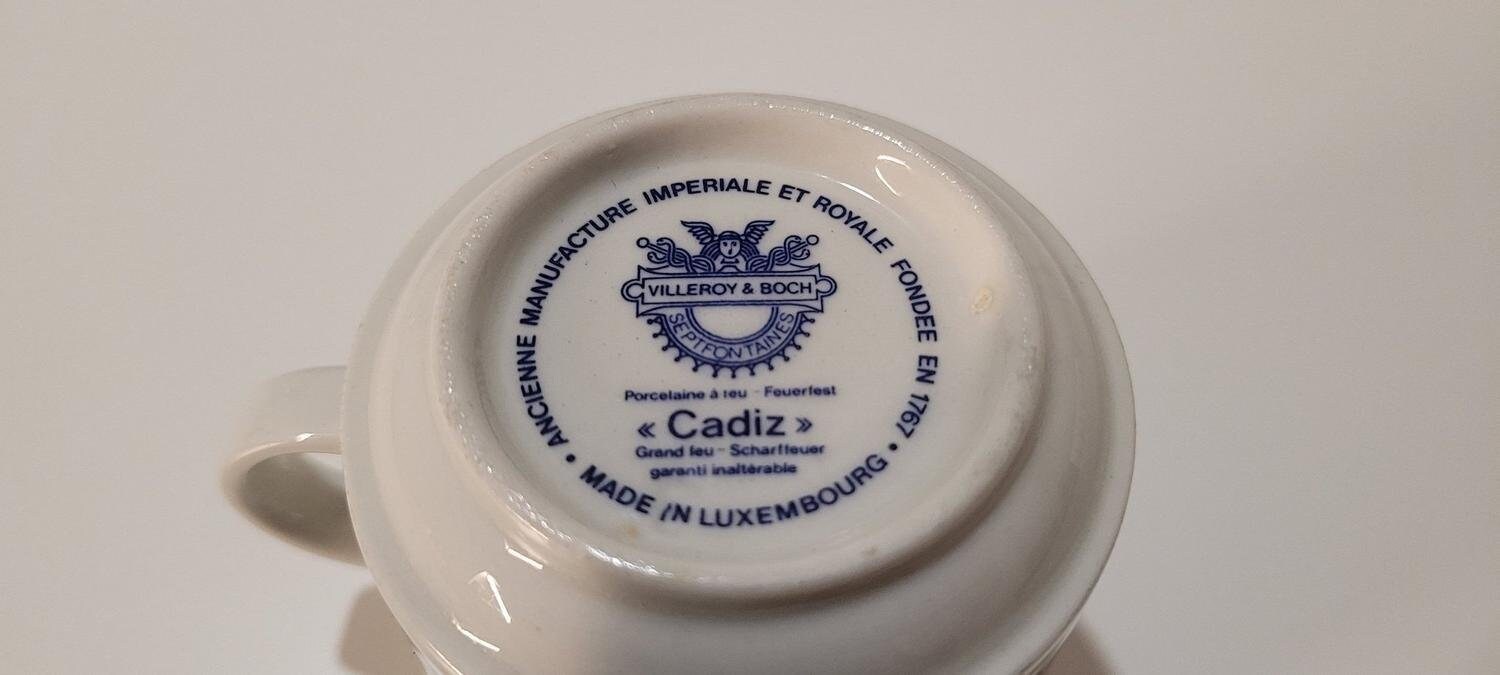 ANCIENNE MANUFACTURE IMPERIALE ET ROYALE FONDEE EN 1767
VILLEROY & BOCH
SEPTFONTAINES
Porcelaine à feu - Feuerfest
« Cadiz »
Grand feu - Scharffeuer
garanti inaltérable
• MADE IN LUXEMBOURG •